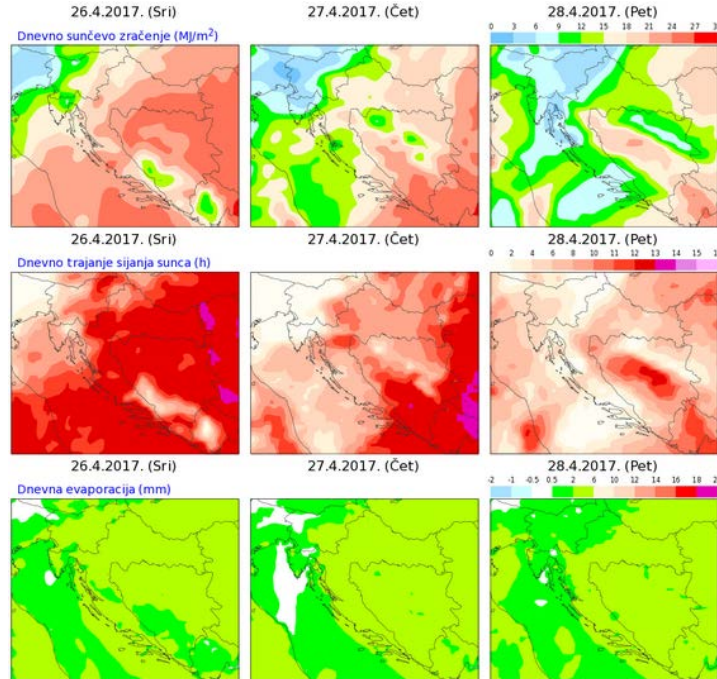 26.4.2017. (Sri) 27.4.2017. (Čet) 28.4.2017. (Pet)
Dnevno sunčevo zračenje (MJ/m²)
0 3 6 9 12 15 18 21 24 27
26.4.2017. (Sri) 27.4.2017. (Čet) 28.4.2017. (Pet)
Dnevno trajanje sijanja sunca (h)
0 2 4 6 8 10 11 12 13 14 15
26.4.2017. (Sri) 27.4.2017. (Čet) 28.4.2017. (Pet)
Dnevna evaporacija (mm)
-2 -1 0.5 2 6 10 14 16 18